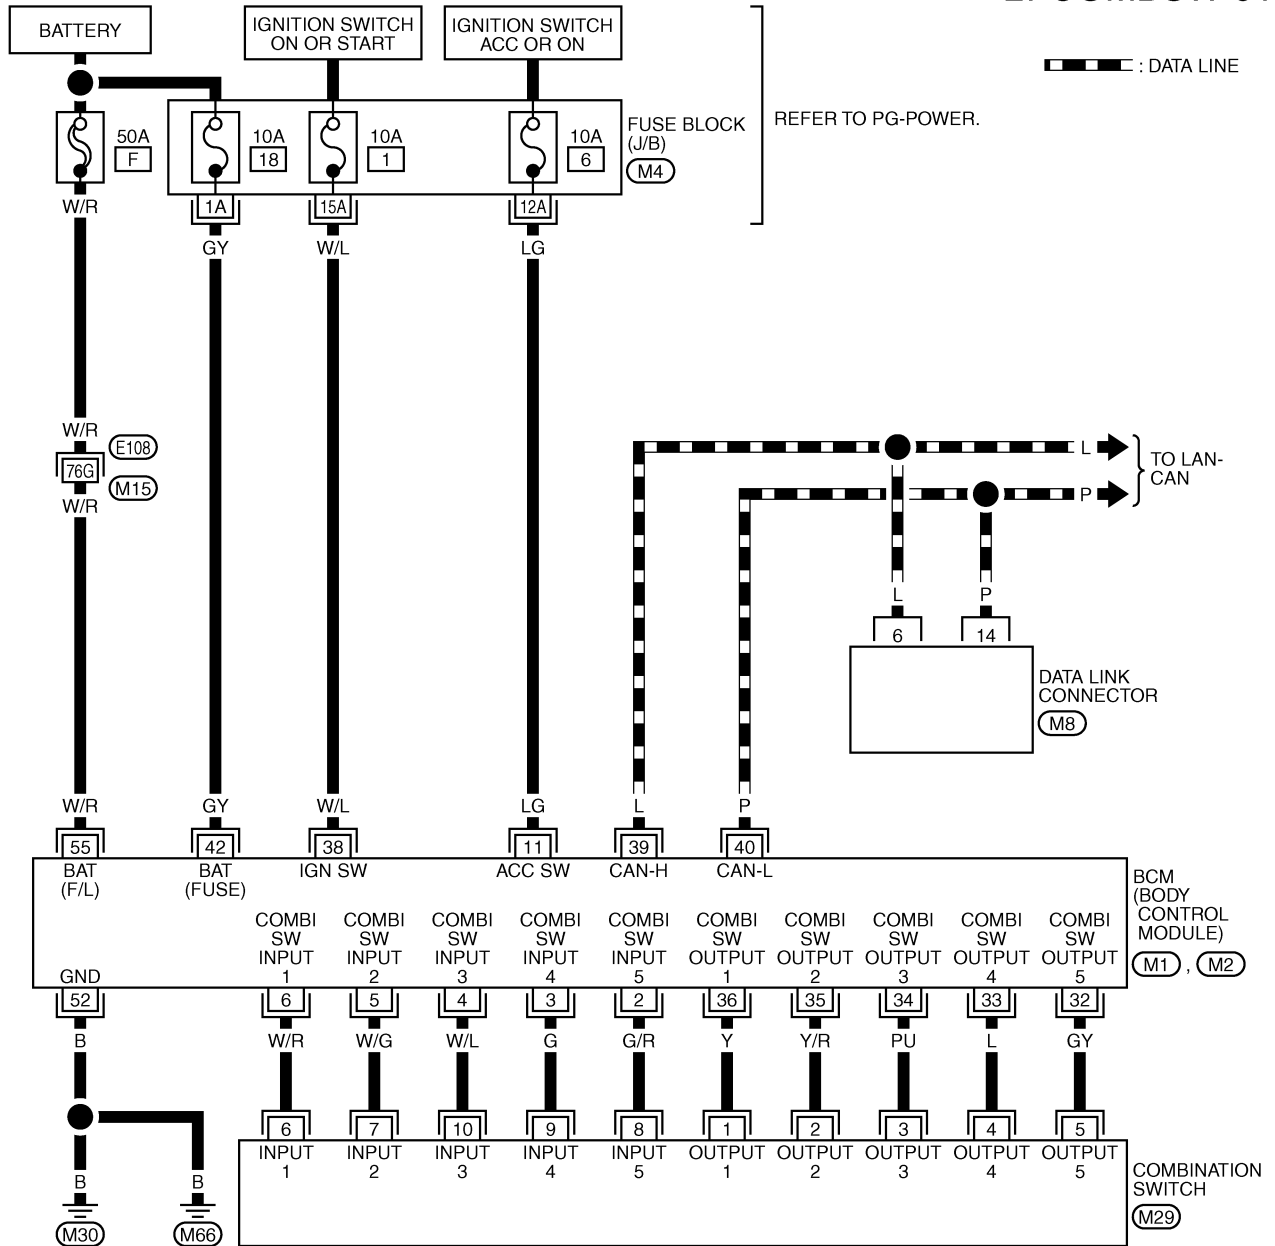 BATTERY
IGNITION SWITCH
ON OR START
IGNITION SWITCH
ACC OR ON
: DATA LINE
REFER TO PG-POWER.
50A
F
10A
18
10A
1
10A
6
FUSE BLOCK
(J/B)
M4
1A
15A
12A
W/R
GY
W/L
LG
W/R
E108
76G
M15
W/R
L
P
TO LAN-
CAN
L
P
6
14
DATA LINK
CONNECTOR
M8
W/R
GY
W/L
LG
L
P
55
42
38
11
39
40
BAT
(F/L)
BAT
(FUSE)
IGN SW
ACC SW
CAN-H
CAN-L
BCM
(BODY
CONTROL
MODULE)
M1 , M2
COMBI
SW
INPUT
1
COMBI
SW
INPUT
2
COMBI
SW
INPUT
3
COMBI
SW
INPUT
4
COMBI
SW
INPUT
5
COMBI
SW
OUTPUT
1
COMBI
SW
OUTPUT
2
COMBI
SW
OUTPUT
3
COMBI
SW
OUTPUT
4
COMBI
SW
OUTPUT
5
GND
52
6
5
4
3
2
36
35
34
33
32
B
W/R
W/G
W/L
G
G/R
Y
Y/R
PU
L
GY
6
7
10
9
8
1
2
3
4
5
INPUT
1
INPUT
2
INPUT
3
INPUT
4
INPUT
5
OUTPUT
1
OUTPUT
2
OUTPUT
3
OUTPUT
4
OUTPUT
5
COMBINATION
SWITCH
M29
B
B
M30
M66